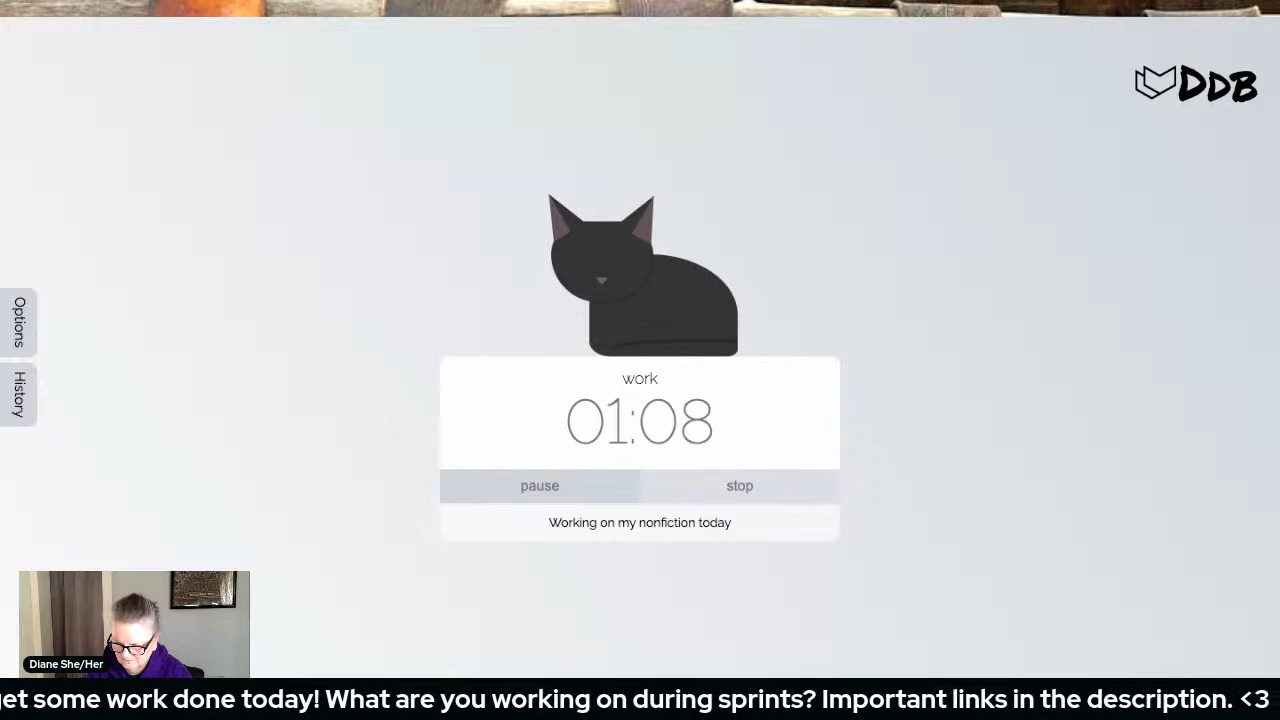 DDB
Options
History
work
01:08
pause
stop
Working on my nonfiction today
Diane She/Her
get some work done today! What are you working on during sprints? Important links in the description. <3